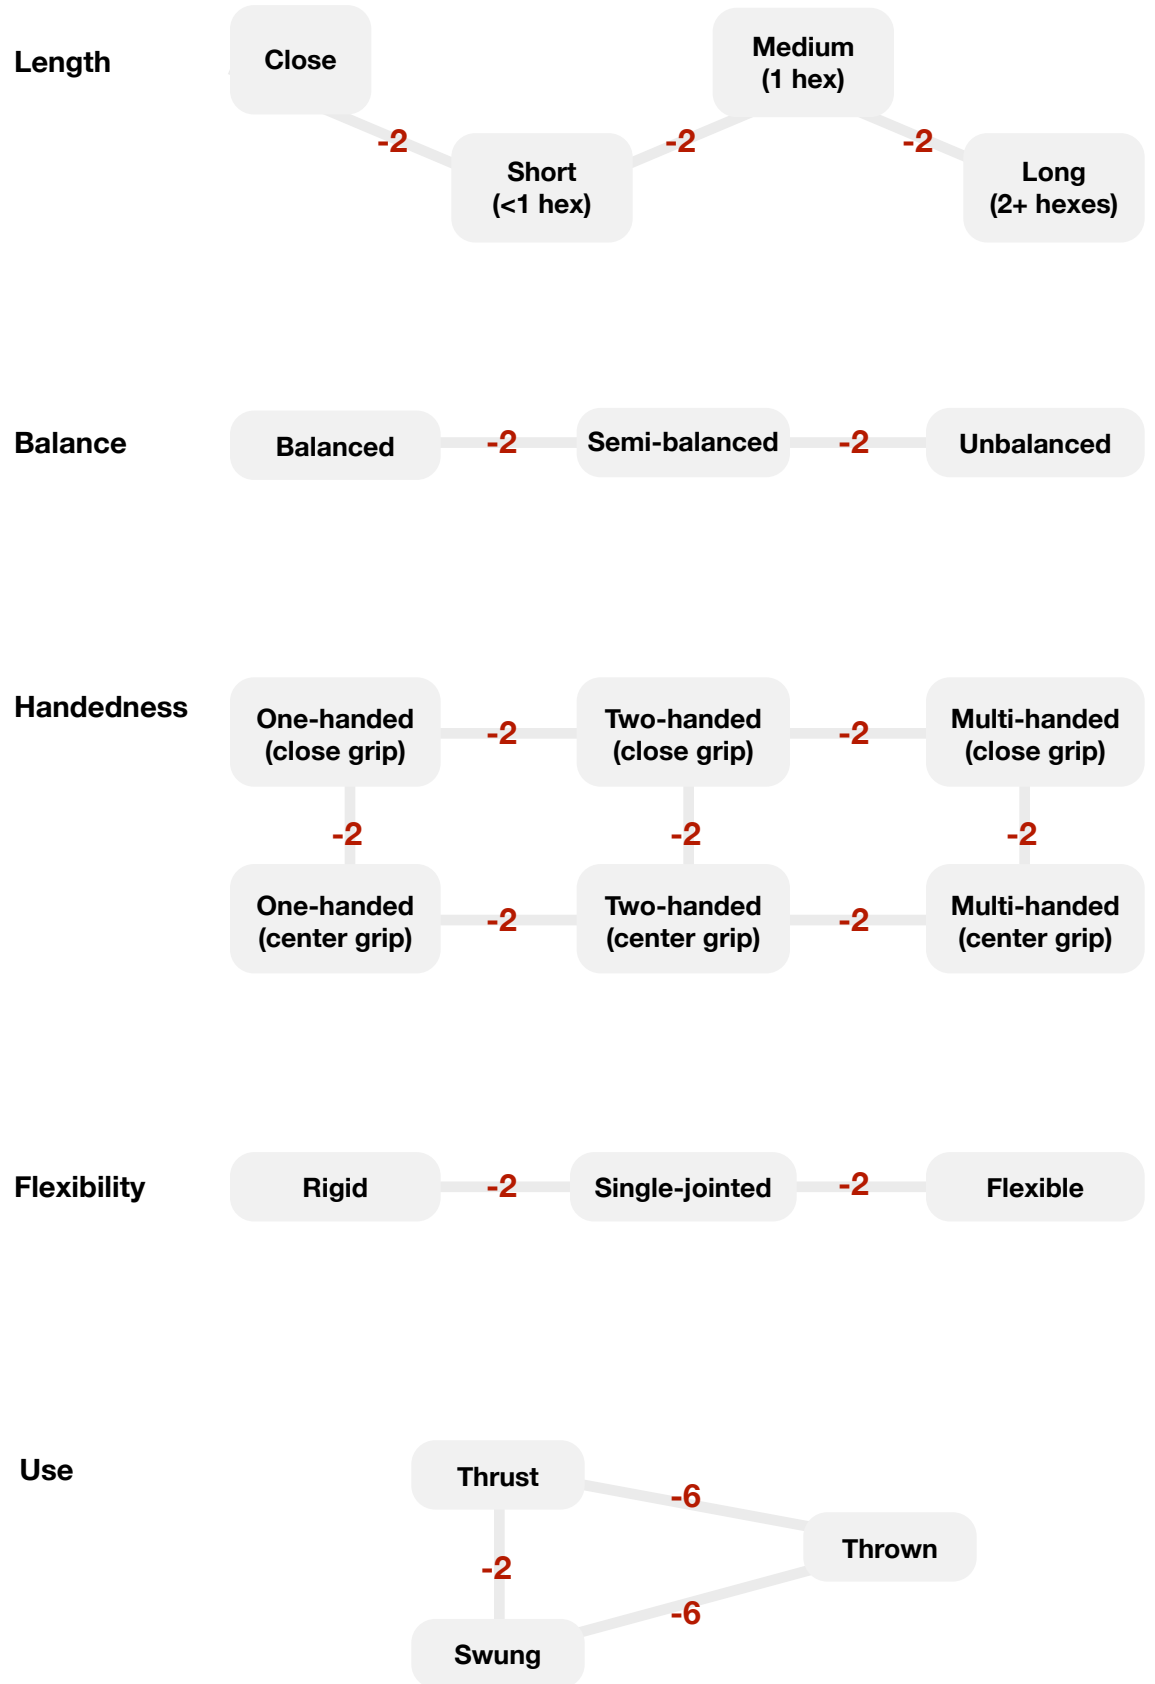 Length
Close
Medium
(1 hex)
-2
-2
-2
Short
(<1 hex)
Long
(2+ hexes)
Balance
Balanced
-2
Semi-balanced
-2
Unbalanced
Handedness
One-handed
(close grip)
-2
Two-handed
(close grip)
-2
Multi-handed
(close grip)
-2
-2
-2
One-handed
(center grip)
-2
Two-handed
(center grip)
-2
Multi-handed
(center grip)
Flexibility
Rigid
-2
Single-jointed
-2
Flexible
Use
Thrust
-6
Thrown
-2
-6
Swung